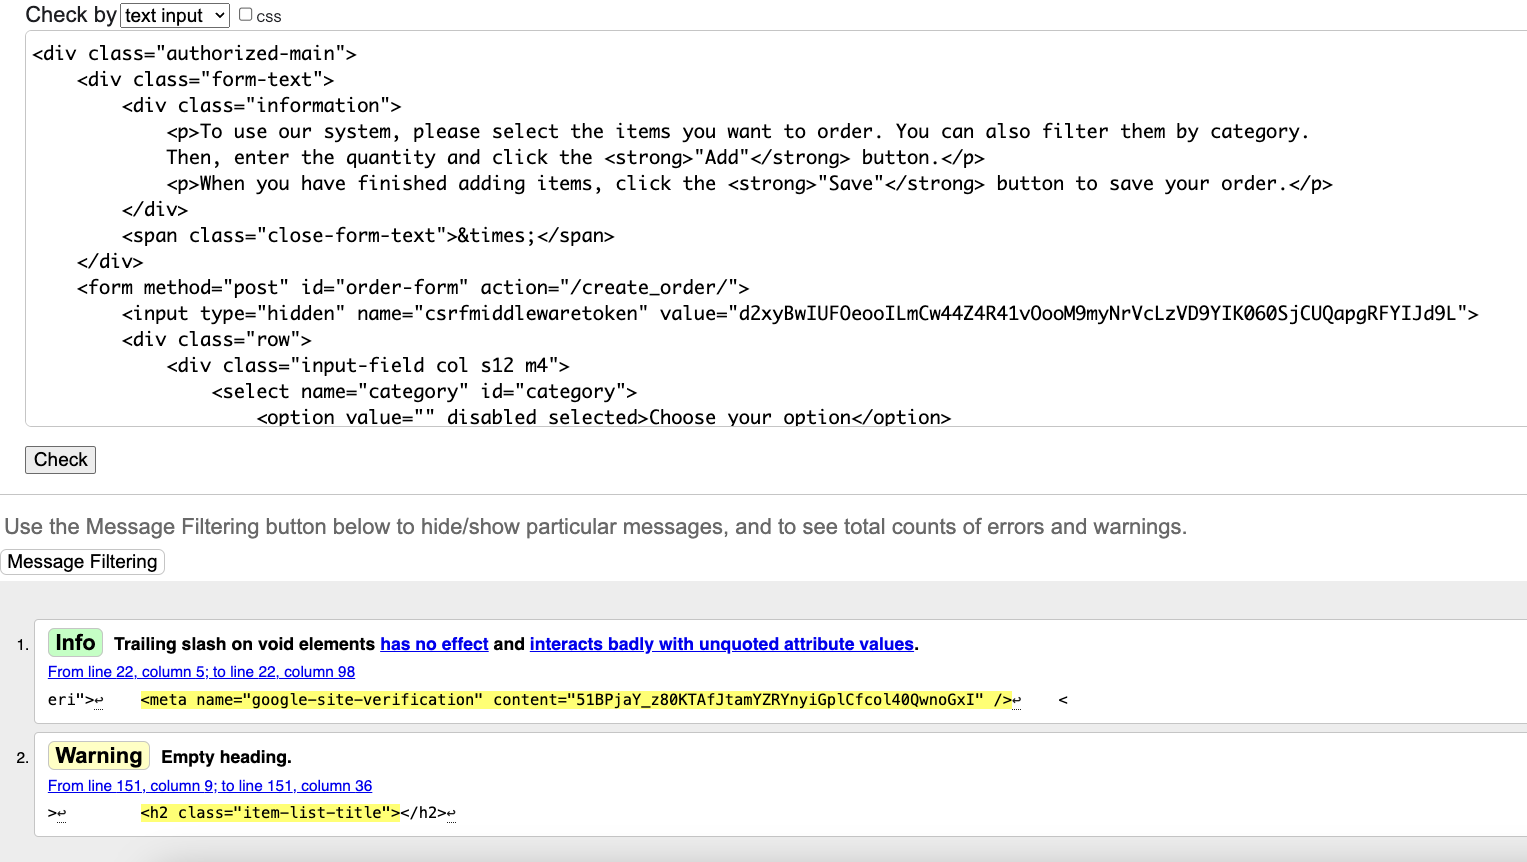 Check by text input css
<div class="authorized-main">
<div class="form-text">
<div class="information">
<p>To use our system, please select the items you want to order. You can also filter them by category.
Then, enter the quantity and click the <strong>"Add"</strong> button.</p>
<p>When you have finished adding items, click the <strong>"Save"</strong> button to save your order.</p>
</div>
<span class="close-form-text">&times;</span>
</div>
<form method="post" id="order-form" action="/create_order/">
<input type="hidden" name="csrfmiddlewaretoken" value="d2xyBwIUFOeooILmCw44Z4R41vOooM9myNrVcLzVD9YIK060SjCUQapgRFYIJd9L">
<div class="row">
<div class="input-field col s12 m4">
<select name="category" id="category">
<option value="" disabled selected>Choose your option</option>
Check
Use the Message Filtering button below to hide/show particular messages, and to see total counts of errors and warnings.
Message Filtering
1. Info Trailing slash on void elements has no effect and interacts badly with unquoted attribute values.
From line 22, column 5; to line 22, column 98
eri">↩ <meta name="google-site-verification" content="51BPjaY_z80KTAfJtamYZRYnyiGplCfcol40QwnoGxI" />↩ <
2. Warning Empty heading.
From line 151, column 9; to line 151, column 36
>↩ <h2 class="item-list-title"></h2>↩